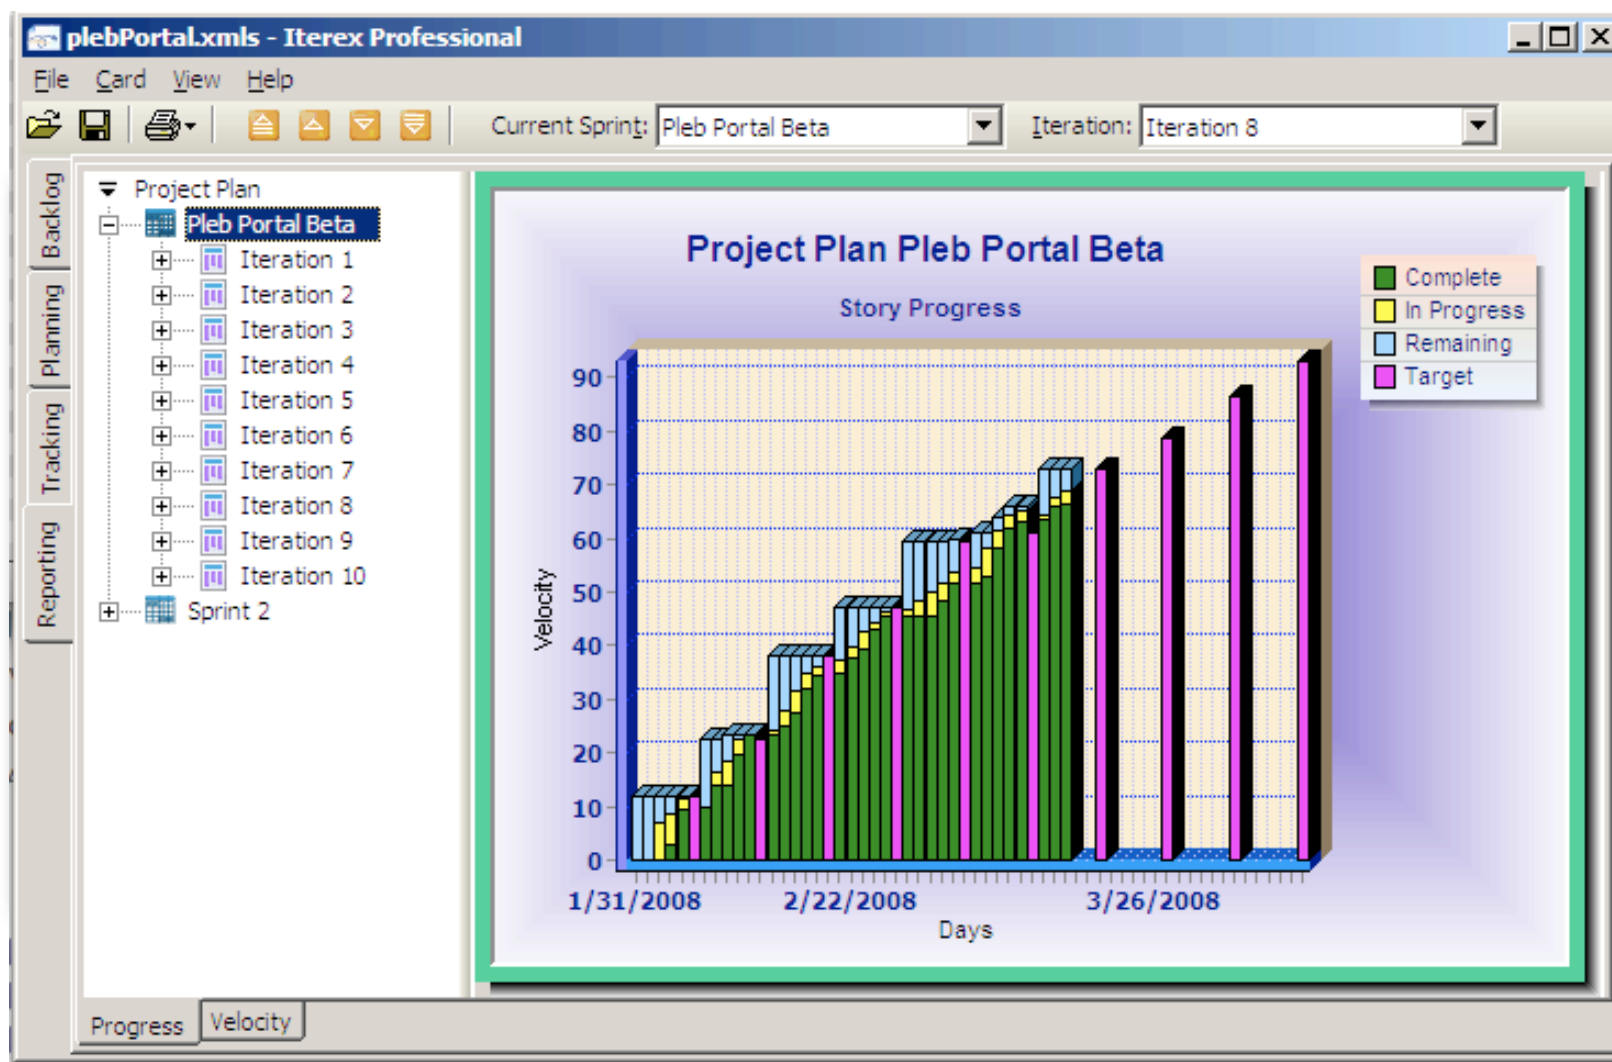 plebPortal.xmls - Iterex Professional
File Card View Help
Current Sprint: Pleb Portal Beta Iteration: Iteration 8
Backlog
Planning
Tracking
Reporting
Project Plan
Pleb Portal Beta
Iteration 1
Iteration 2
Iteration 3
Iteration 4
Iteration 5
Iteration 6
Iteration 7
Iteration 8
Iteration 9
Iteration 10
Sprint 2
Project Plan Pleb Portal Beta
Story Progress
Complete
In Progress
Remaining
Target
Velocity
90
80
70
60
50
40
30
20
10
0
1/31/2008 2/22/2008 3/26/2008
Days
Progress Velocity